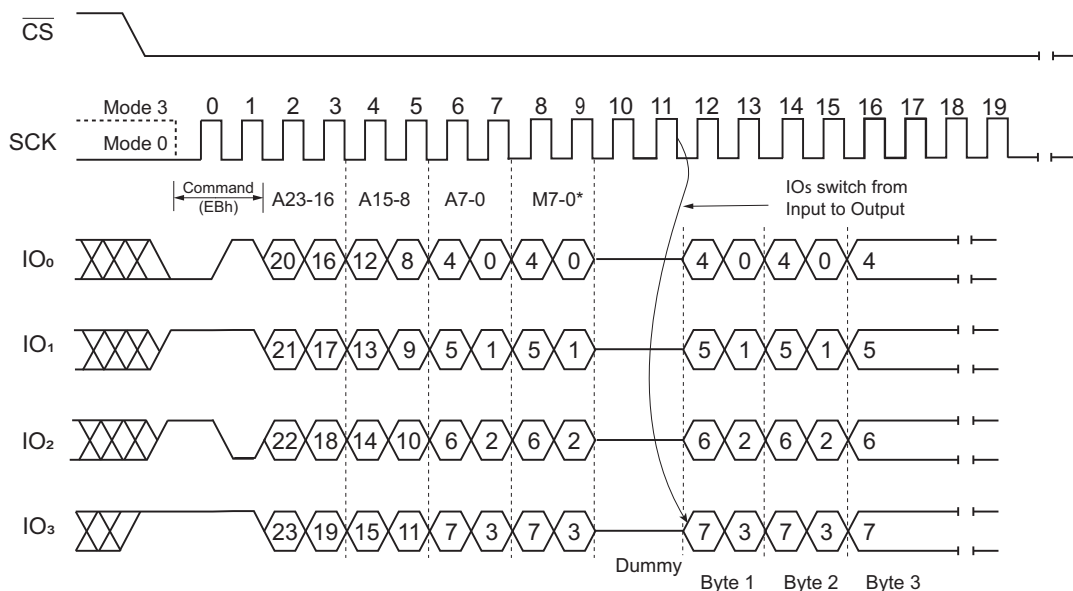 CS
Mode 3
0 1 2 3 4 5 6 7 8 9 10 11 12 13 14 15 16 17 18 19
SCK
Mode 0
Command
(EBh)
A23-16 A15-8 A7-0 M7-0*
IOs switch from
Input to Output
IO₀ 20 16 12 8 4 0 4 0 4 0 4 0 4
IO₁ 21 17 13 9 5 1 5 1 5 1 5 1 5
IO₂ 22 18 14 10 6 2 6 2 6 2 6 2 6
IO₃ 23 19 15 11 7 3 7 3 7 3 7 3 7
Dummy
Byte 1 Byte 2 Byte 3